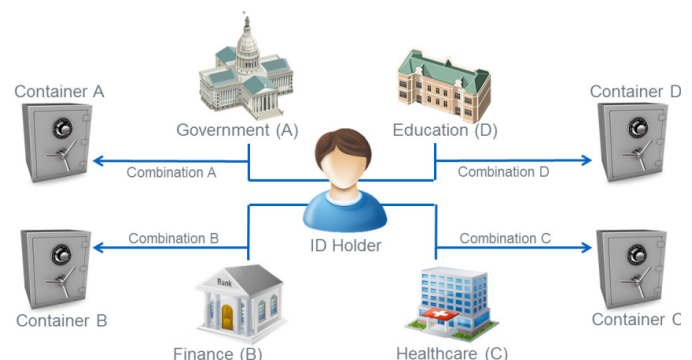 Container A
Government (A)
Education (D)
Container D
Combination A
Combination D
ID Holder
Combination B
Combination C
Container B
Bank
Finance (B)
Healthcare (C)
Container C